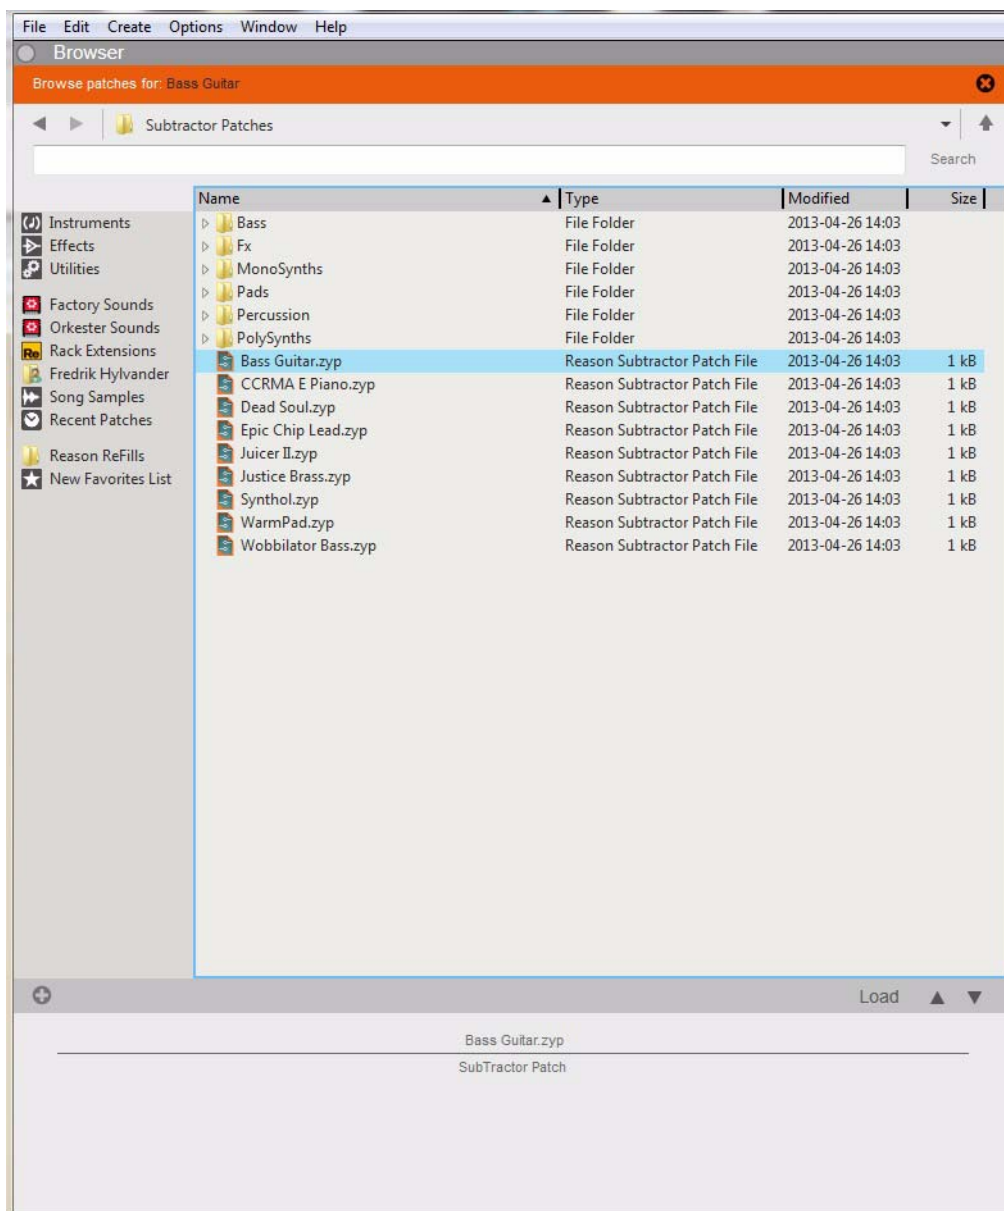 File Edit Create Options Window Help
Browser
Browse patches for: Bass Guitar
Subtractor Patches
Search
Name Type Modified Size
Instruments
Effects
Utilities
Factory Sounds
Orkester Sounds
Re Rack Extensions
Fredrik Hylvander
Song Samples
Recent Patches
Reason ReFills
New Favorites List
Bass File Folder 2013-04-26 14:03
Fx File Folder 2013-04-26 14:03
MonoSynths File Folder 2013-04-26 14:03
Pads File Folder 2013-04-26 14:03
Percussion File Folder 2013-04-26 14:03
PolySynths File Folder 2013-04-26 14:03
Bass Guitar.zyp Reason Subtractor Patch File 2013-04-26 14:03 1 kB
CCRMA E Piano.zyp Reason Subtractor Patch File 2013-04-26 14:03 1 kB
Dead Soul.zyp Reason Subtractor Patch File 2013-04-26 14:03 1 kB
Epic Chip Lead.zyp Reason Subtractor Patch File 2013-04-26 14:03 1 kB
Juicer II.zyp Reason Subtractor Patch File 2013-04-26 14:03 1 kB
Justice Brass.zyp Reason Subtractor Patch File 2013-04-26 14:03 1 kB
Synthol.zyp Reason Subtractor Patch File 2013-04-26 14:03 1 kB
WarmPad.zyp Reason Subtractor Patch File 2013-04-26 14:03 1 kB
Wobbilator Bass.zyp Reason Subtractor Patch File 2013-04-26 14:03 1 kB
Load
Bass Guitar.zyp
SubTractor Patch